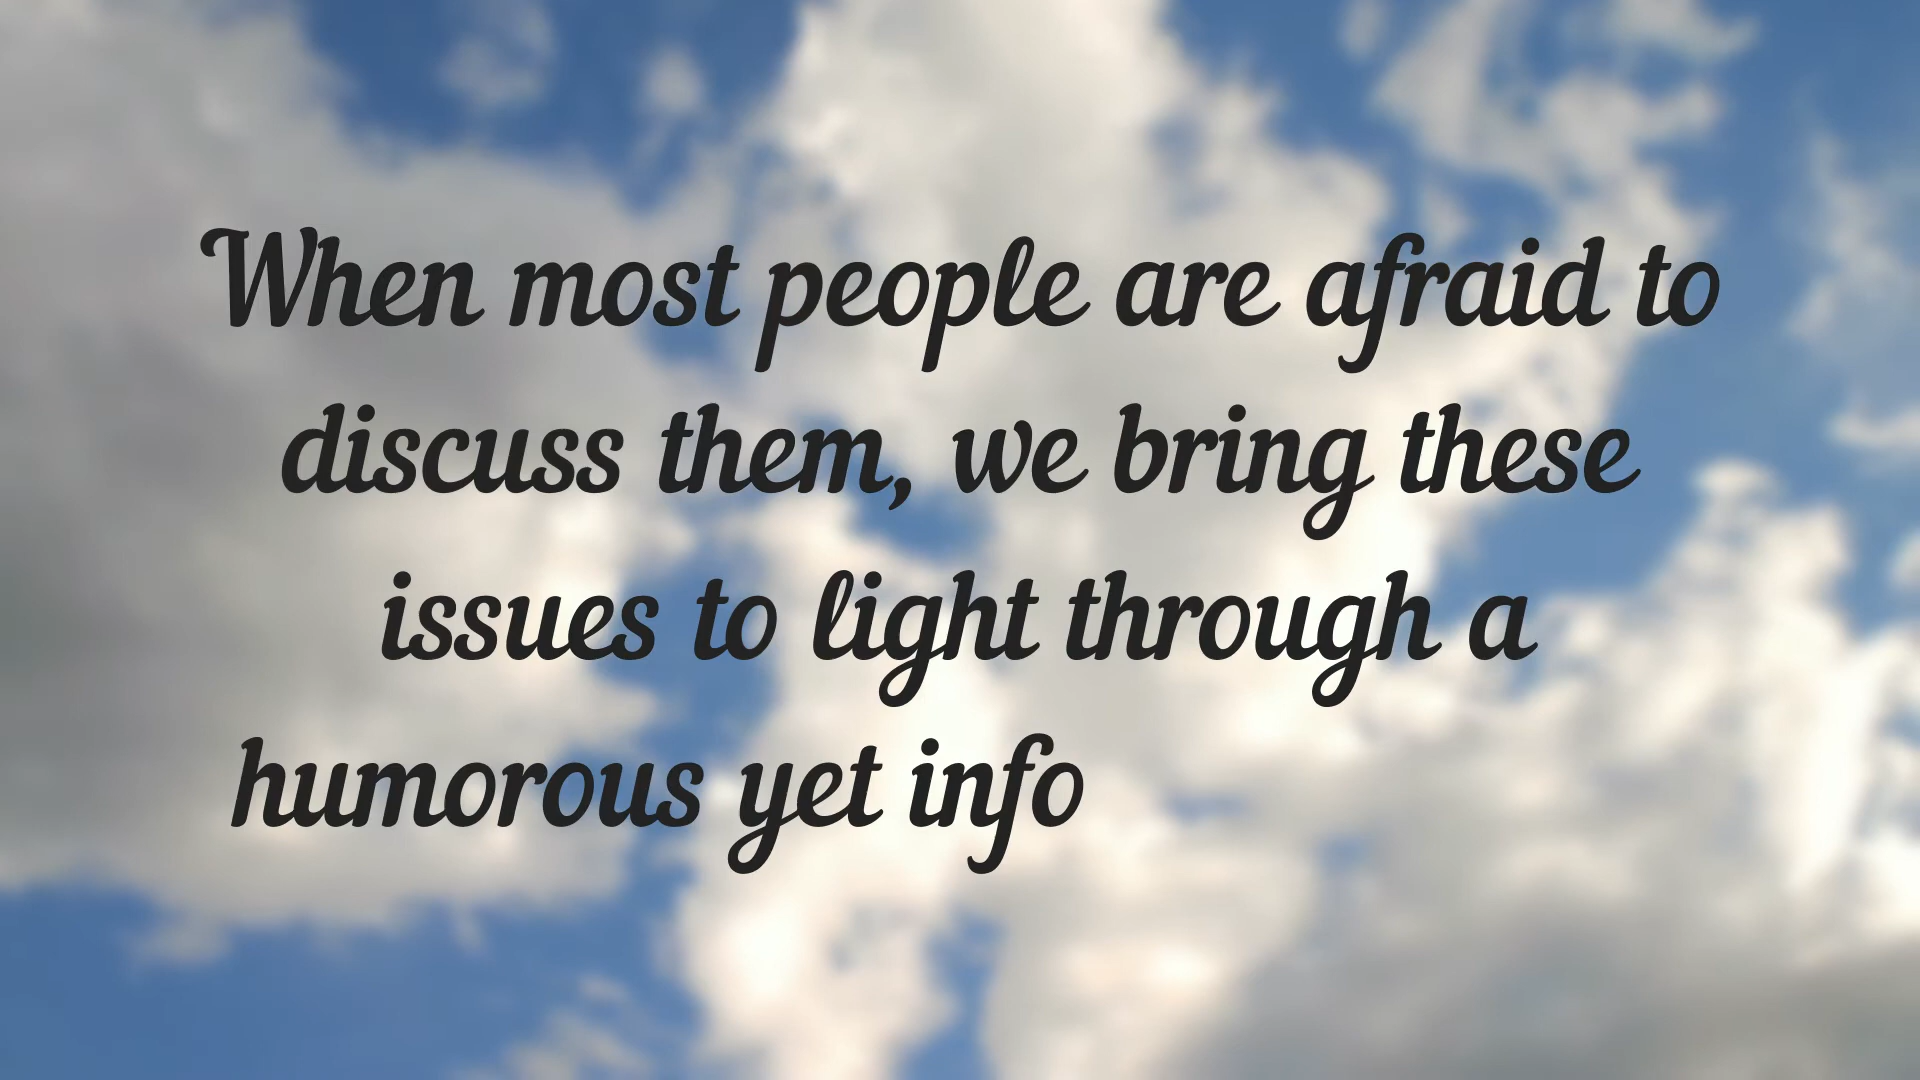 When most people are afraid to
discuss them, we bring these
issues to light through a
humorous yet info